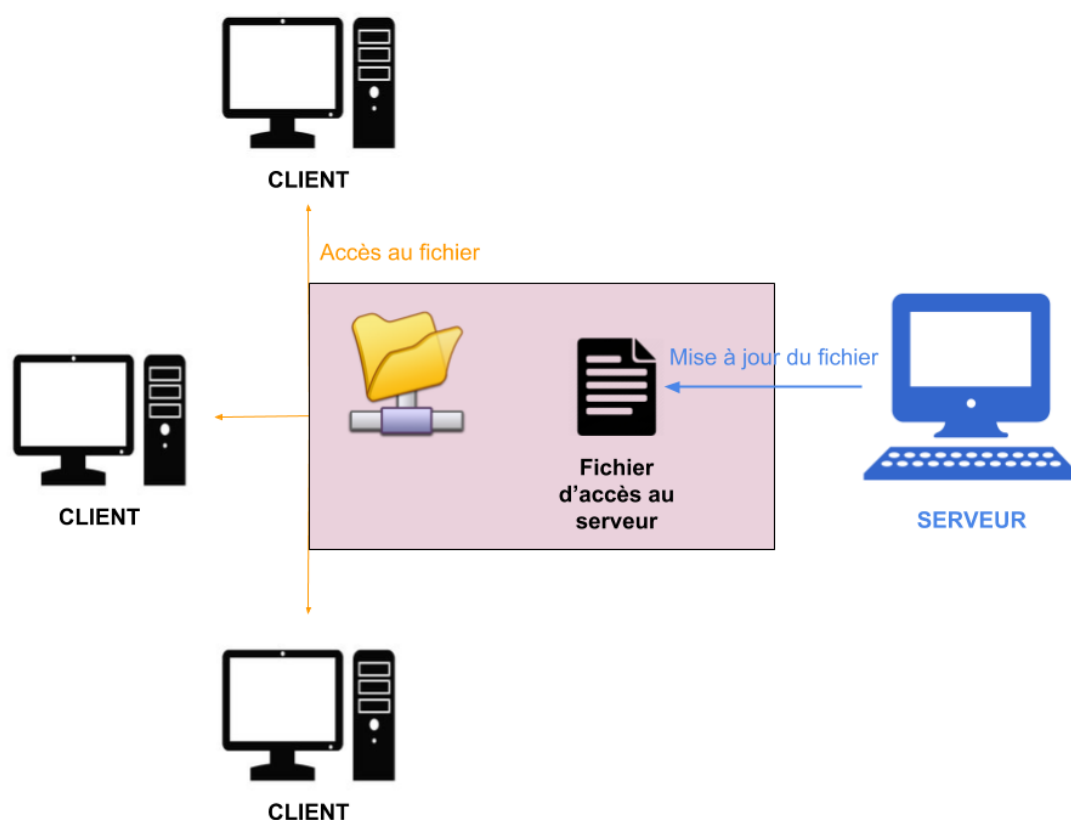 CLIENT
Accès au fichier
Mise à jour du fichier
CLIENT
Fichier
d’accès au
serveur
SERVEUR
CLIENT